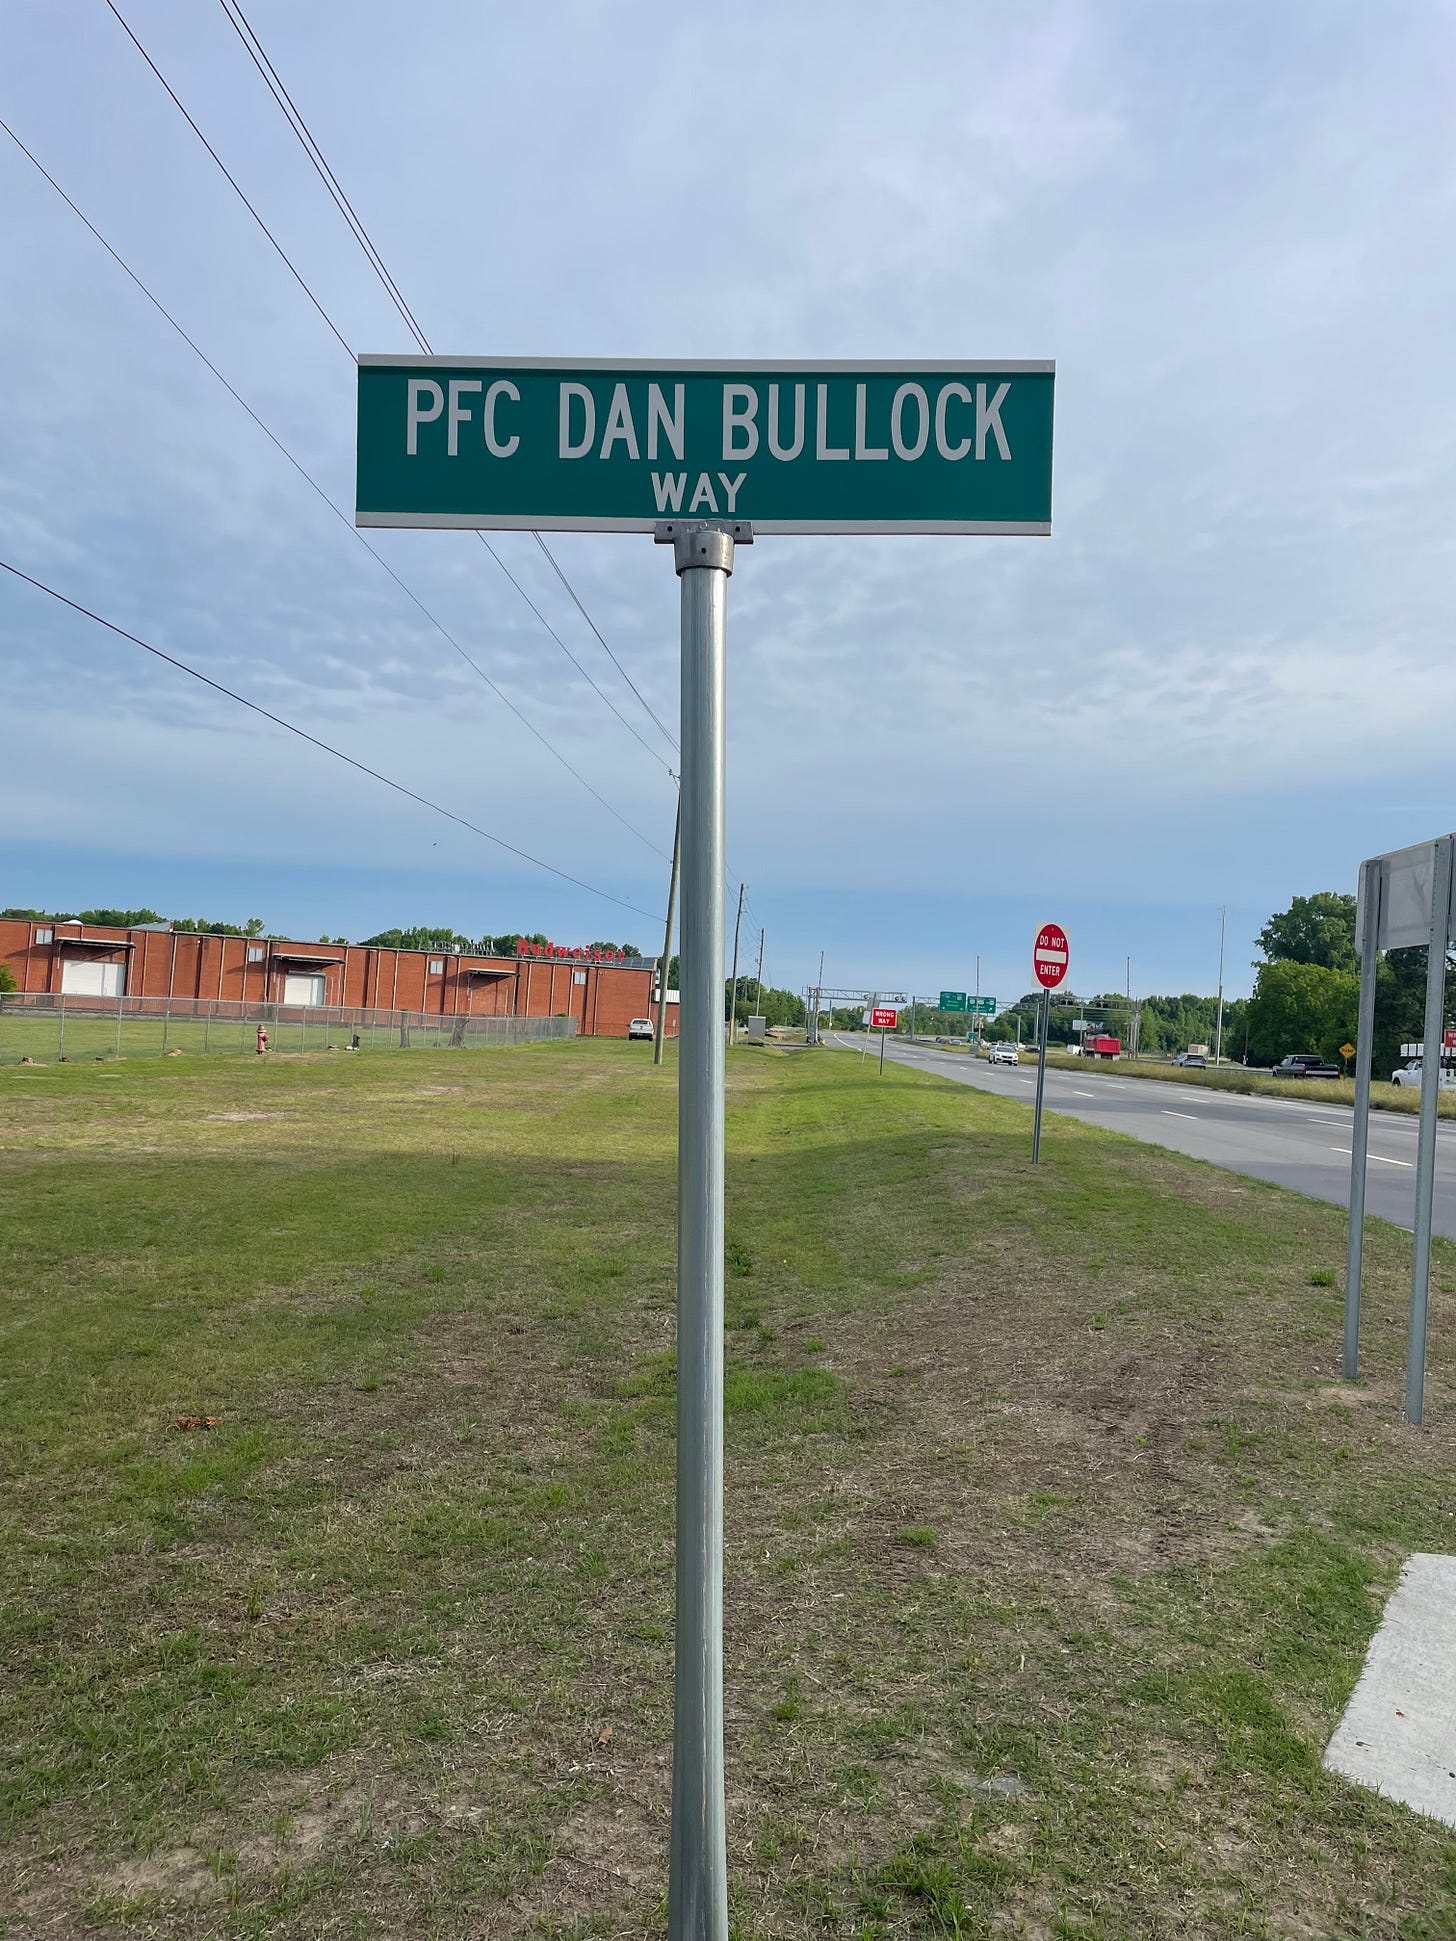 PFC DAN BULLOCK
WAY
Budweiser
DO NOT
ENTER
WRONG
WAY